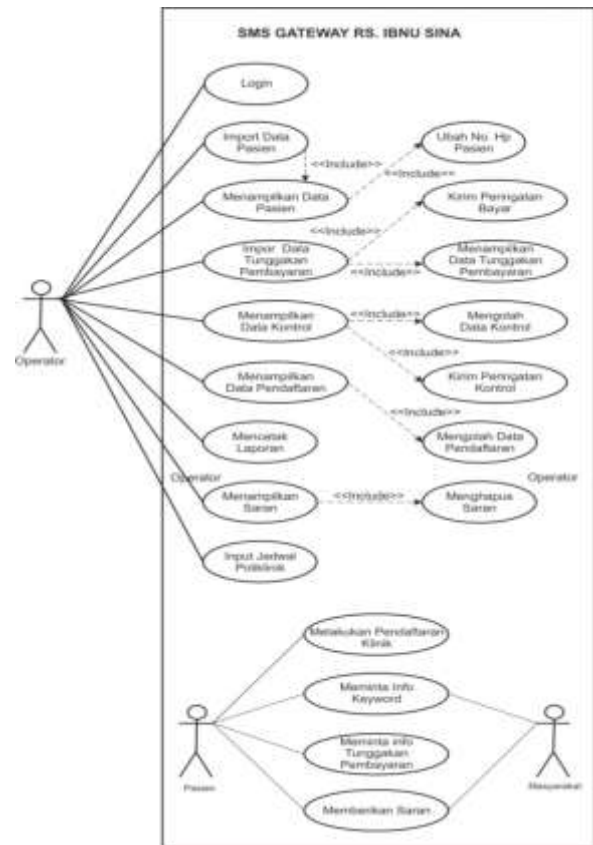 SMS GATEWAY RS. IBNU SINA
Login
Import Data
Pasien
Ubah No. Hp
Pasien
<<Include>>
<<Include>>
Menampilkan Data
Pasien
Kirim Peringatan
Bayar
<<Include>>
Impor Data
Tunggakan
Pembayaran
Menampilkan
Data Tunggakan
Pembayaran
<<Include>>
Menampilkan
Data Kontrol
<<Include>>
Mengolah
Data Kontrol
Operator
<<Include>>
Menampilkan
Data Pendaftaran
Kirim Peringatan
Kontrol
<<Include>>
Mencatak
Laporan
Mengolah Data
Pendaftaran
Operator
Operator
Menampilkan
Saran
<<Include>>
Menghapus
Saran
Input Jadwal
Poliklinik
Melakukan Pendaftaran
Klinik
Meminta Info
Keyword
Meminta info
Tunggakan
Pembayaran
Pasien
Masyarakat
Memberikan Saran